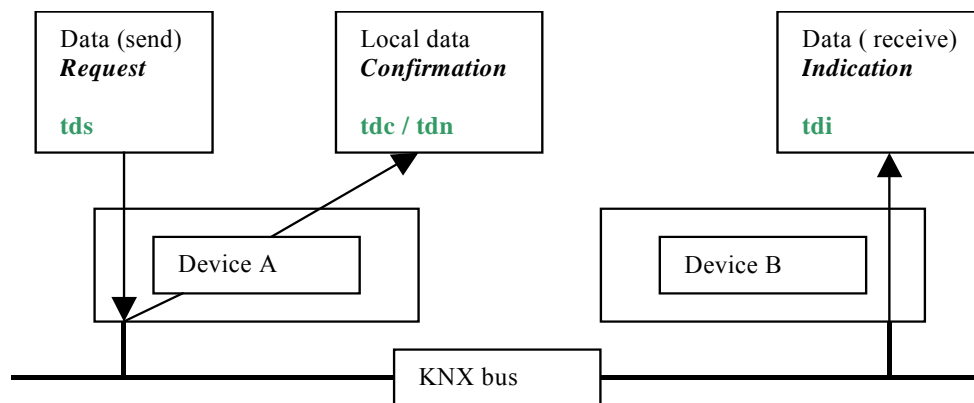 Data (send)
Request
tds
Local data
Confirmation
tdc / tdn
Data ( receive)
Indication
tdi
Device A
Device B
KNX bus